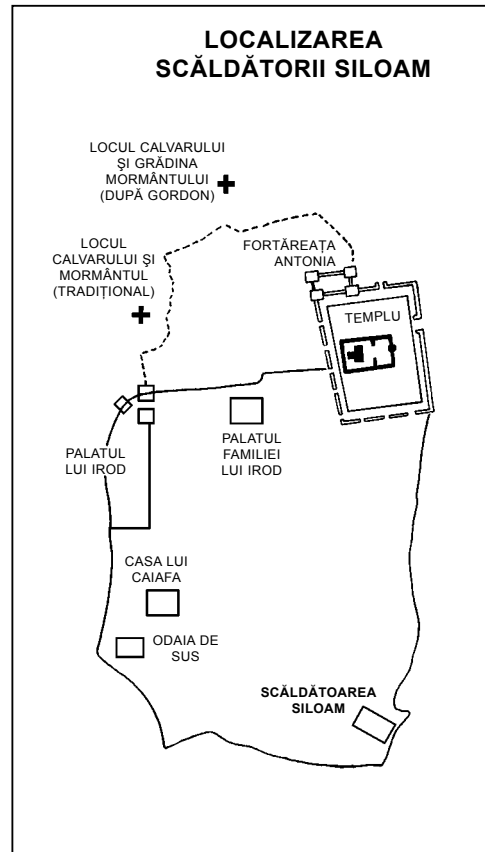 LOCALIZAREA
SCĂLDĂTORII SILOAM
LOCUL CALVARULUI
ŞI GRĂDINA
MORMÂNTULUI
(DUPĂ GORDON)
LOCUL
CALVARULUI ŞI
MORMÂNTUL
(TRADIŢIONAL)
FORTĂREAŢA
ANTONIA
TEMPLU
PALATUL
LUI IROD
PALATUL
FAMILIEI
LUI IROD
CASA LUI
CAIAFA
ODAIA DE
SUS
SCĂLDĂTOAREA
SILOAM